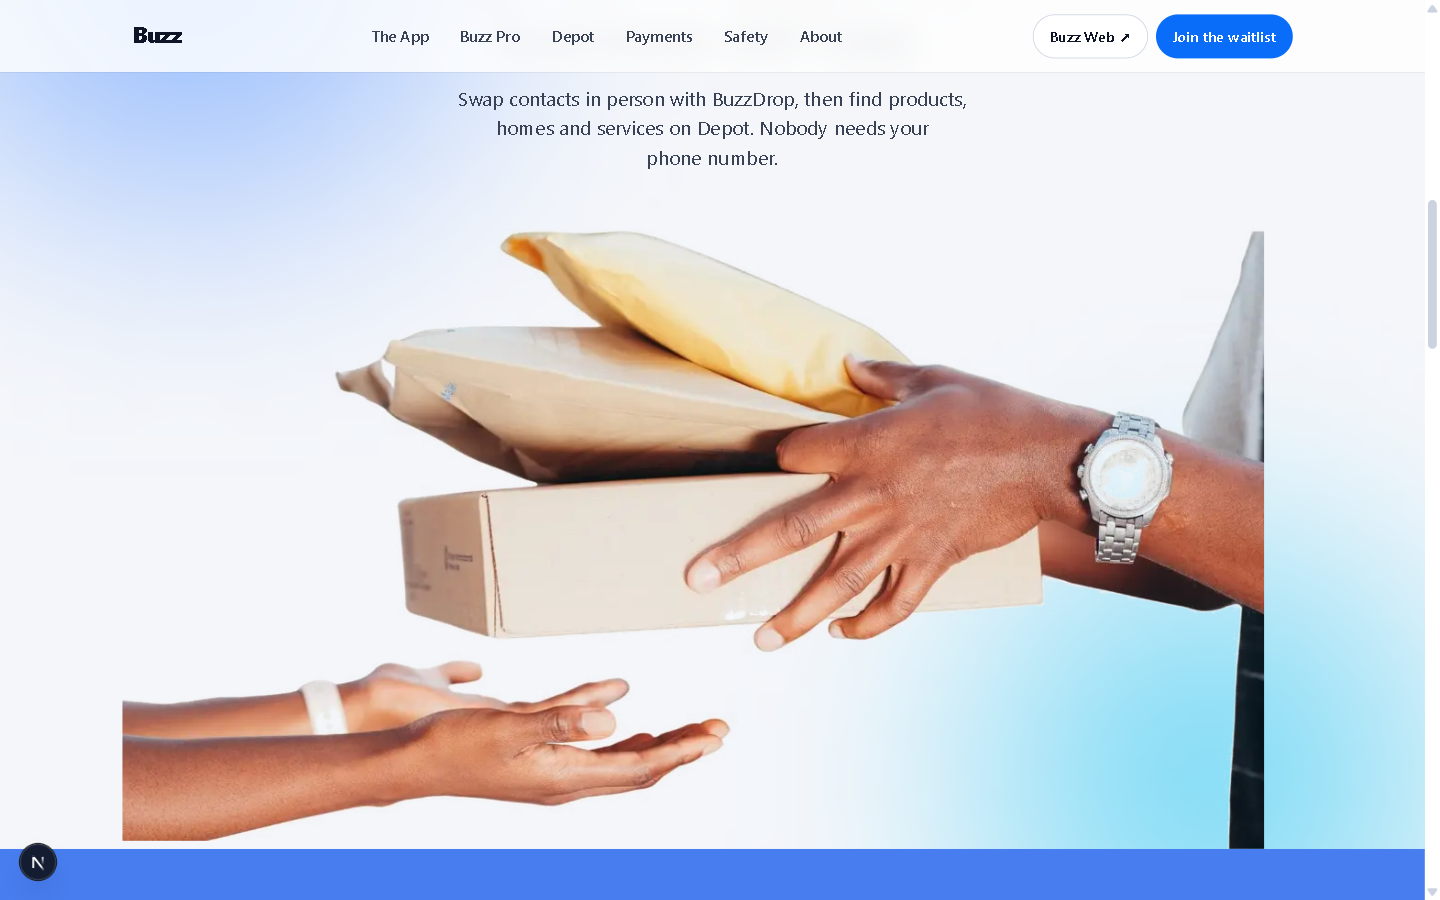 Buzz
The App
Buzz Pro
Depot
Payments
Safety
About
Buzz Web ↗
Join the waitlist
Swap contacts in person with BuzzDrop, then find products,
homes and services on Depot. Nobody needs your
phone number.
N